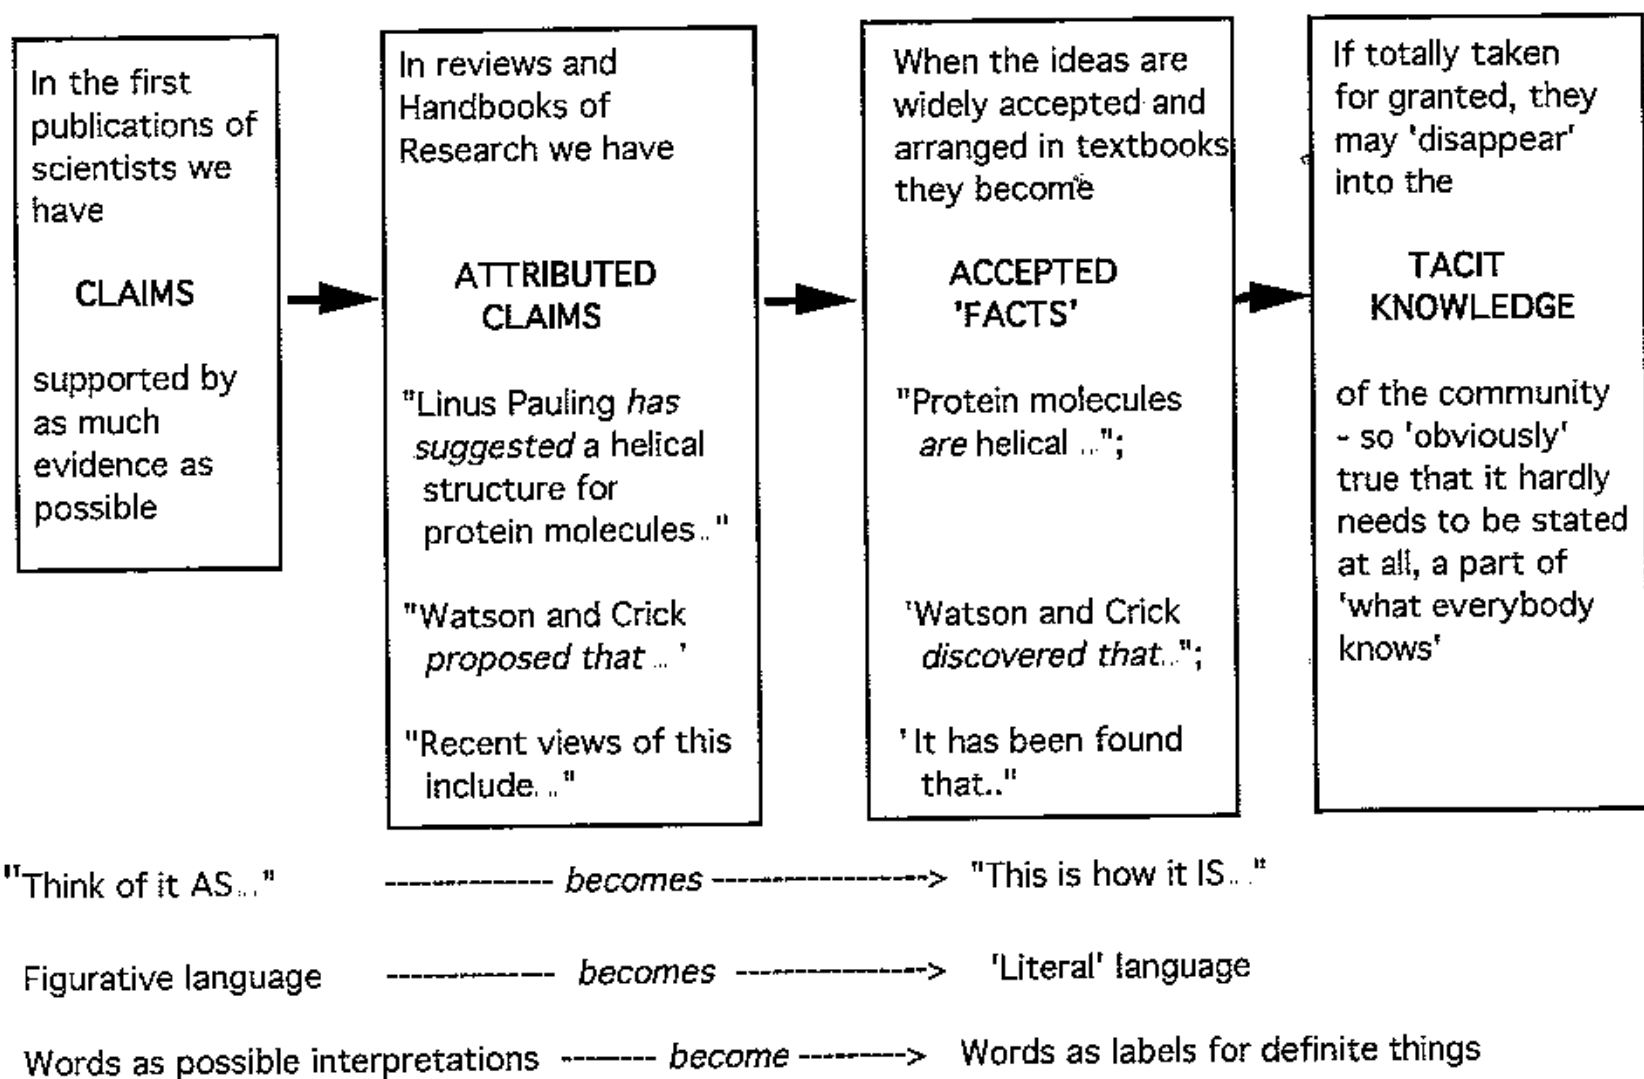 In the first
publications of
scientists we
have
CLAIMS
supported by
as much
evidence as
possible
In reviews and
Handbooks of
Research we have
ATTRIBUTED
CLAIMS
"Linus Pauling has
suggested a helical
structure for
protein molecules.."
"Watson and Crick
proposed that ... '
"Recent views of this
include..."
When the ideas are
widely accepted and
arranged in textbooks
they become
ACCEPTED
'FACTS'
"Protein molecules
are helical ...";
'Watson and Crick
discovered that..";
'It has been found
that.."
If totally taken
for granted, they
may 'disappear'
into the
TACIT
KNOWLEDGE
of the community
- so 'obviously'
true that it hardly
needs to be stated
at all, a part of
'what everybody
knows'
"Think of it AS..." ------------- becomes ------------------> "This is how it IS..."
Figurative language ------------- becomes ---------------> 'Literal' language
Words as possible interpretations ------- become --------> Words as labels for definite things